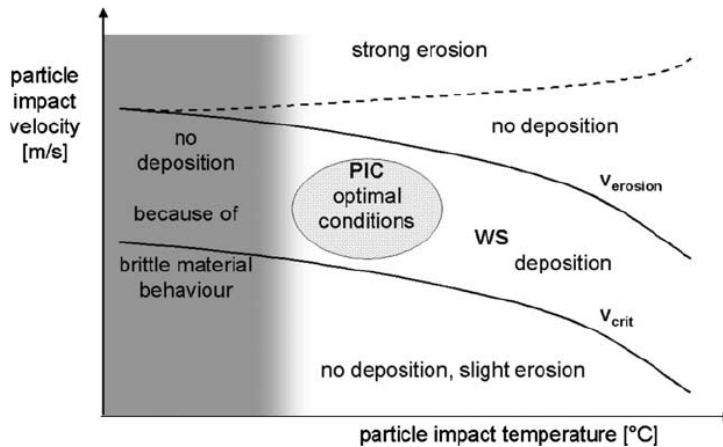 particle
impact
velocity
[m/s]
strong erosion
no
deposition
because of
brittle material
behaviour
PIC
optimal
conditions
no deposition
V_erosion
WS
deposition
V_crit
no deposition, slight erosion
particle impact temperature [°C]